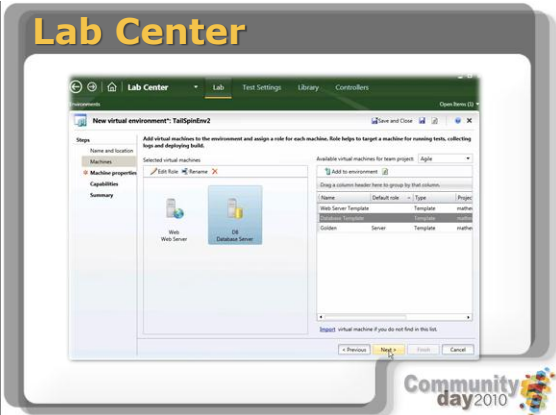 Lab Center
Lab Center Lab Test Settings Library Controllers
Environments Open Items (1)
New virtual environment*: TailSpinEnv2 Save and Close
Steps
Name and location
Machines
Machine properties
Capabilities
Summary
Add virtual machines to the environment and assign a role for each machine. Role helps to target a machine for running tests, collecting
logs and deploying build.
Selected virtual machines
Edit Role Rename
Web
Web Server
DB
Database Server
Available virtual machines for team project Agile
Add to environment
Drag a column header here to group by that column.
Name Default role Type Projec
Web Server Template Template mathew
Database Template Template mathew
Golden Server Template mathew
Import virtual machine if you do not find in this list.
< Previous Next > Finish Cancel
Community
day2010